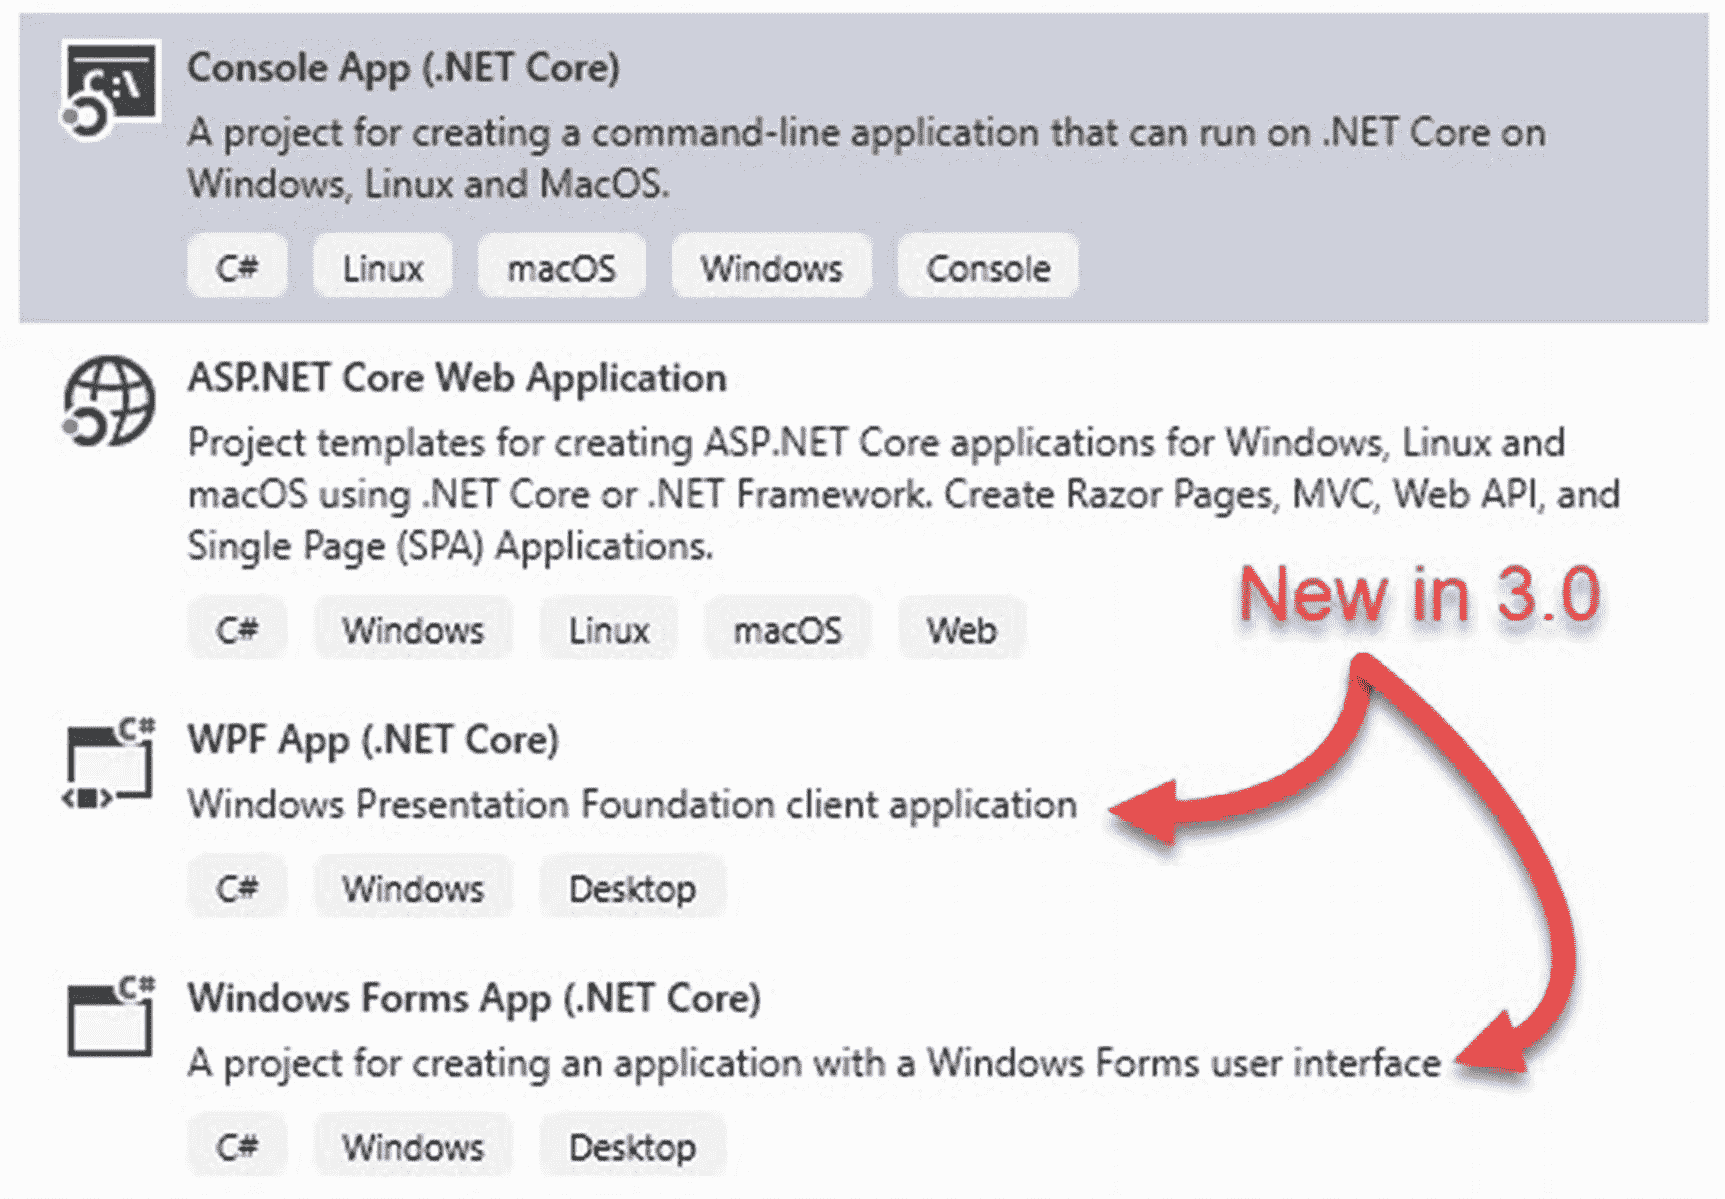 C:\
Console App (.NET Core)
A project for creating a command-line application that can run on .NET Core on
Windows, Linux and MacOS.
C# Linux macOS Windows Console
ASP.NET Core Web Application
Project templates for creating ASP.NET Core applications for Windows, Linux and
macOS using .NET Core or .NET Framework. Create Razor Pages, MVC, Web API, and
Single Page (SPA) Applications.
New in 3.0
C# Windows Linux macOS Web
C#
WPF App (.NET Core)
Windows Presentation Foundation client application
C# Windows Desktop
C#
Windows Forms App (.NET Core)
A project for creating an application with a Windows Forms user interface
C# Windows Desktop